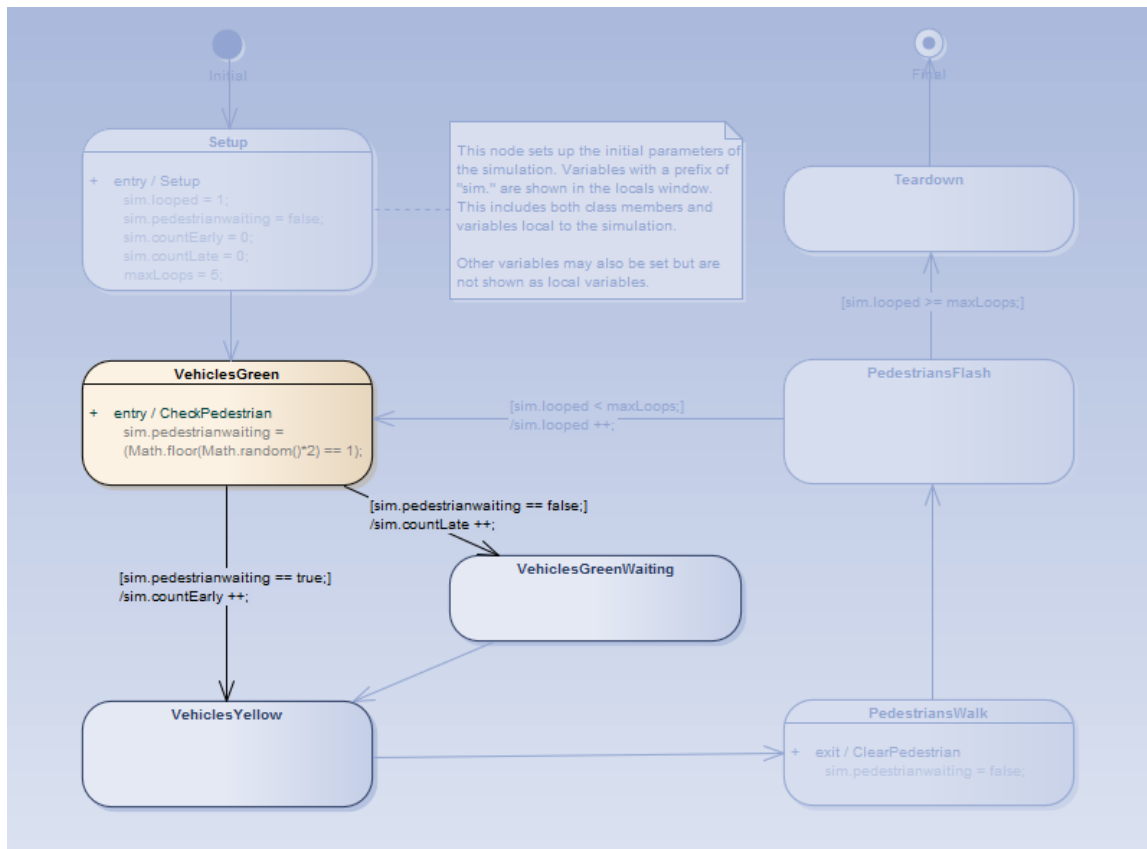 Initial
Final
Setup
+ entry / Setup
sim.looped = 1;
sim.pedestrianwaiting = false;
sim.countEarly = 0;
sim.countLate = 0;
maxLoops = 5;
This node sets up the initial parameters of
the simulation. Variables with a prefix of
"sim." are shown in the locals window.
This includes both class members and
variables local to the simulation.
Other variables may also be set but are
not shown as local variables.
Teardown
[sim.looped >= maxLoops;]
VehiclesGreen
+ entry / CheckPedestrian
sim.pedestrianwaiting =
(Math.floor(Math.random()*2) == 1);
PedestriansFlash
[sim.looped < maxLoops;]
/sim.looped ++;
[sim.pedestrianwaiting == false;]
/sim.countLate ++;
[sim.pedestrianwaiting == true;]
/sim.countEarly ++;
VehiclesGreenWaiting
VehiclesYellow
PedestriansWalk
+ exit / ClearPedestrian
sim.pedestrianwaiting = false;